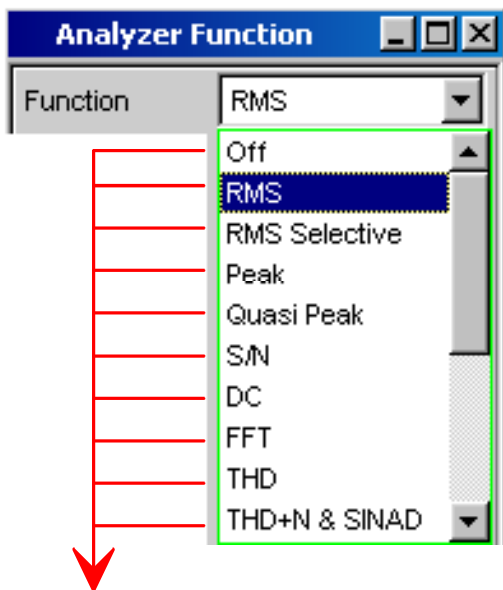 Analyzer Function
Function RMS
Off
RMS
RMS Selective
Peak
Quasi Peak
S/N
DC
FFT
THD
THD+N & SINAD